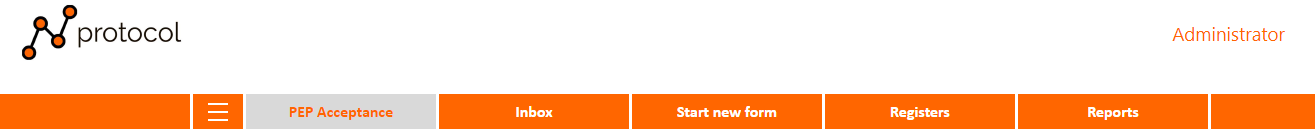 protocol
Administrator
PEP Acceptance
Inbox
Start new form
Registers
Reports